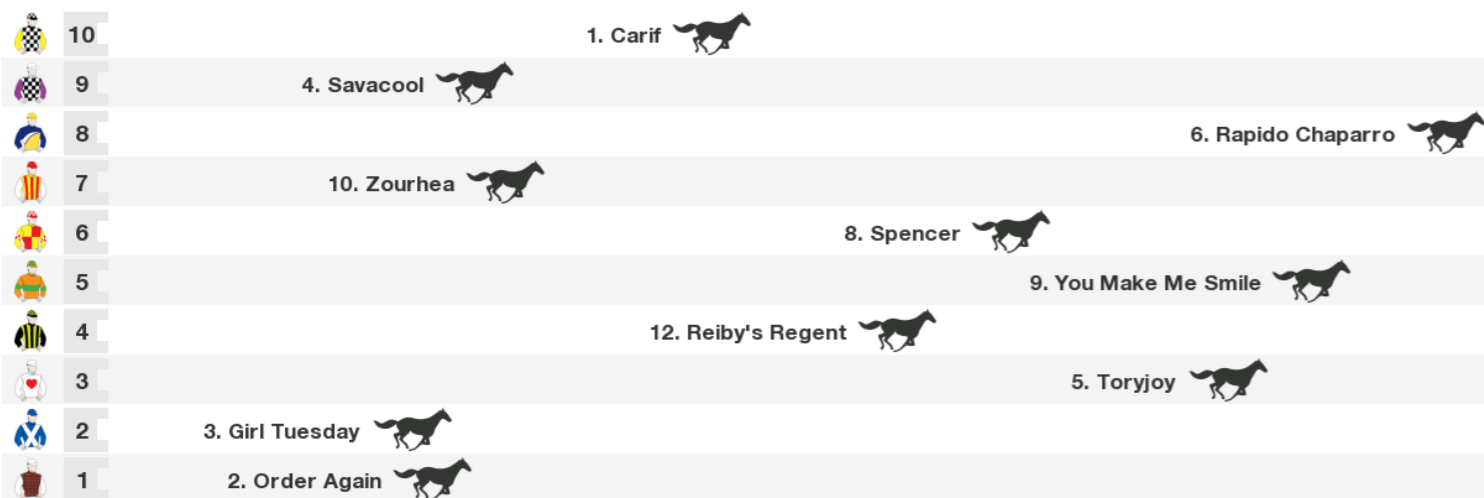 10 1. Carif
9 4. Savacool
8 6. Rapido Chaparro
7 10. Zourhea
6 8. Spencer
5 9. You Make Me Smile
4 12. Reiby's Regent
3 5. Toryjoy
2 3. Girl Tuesday
1 2. Order Again